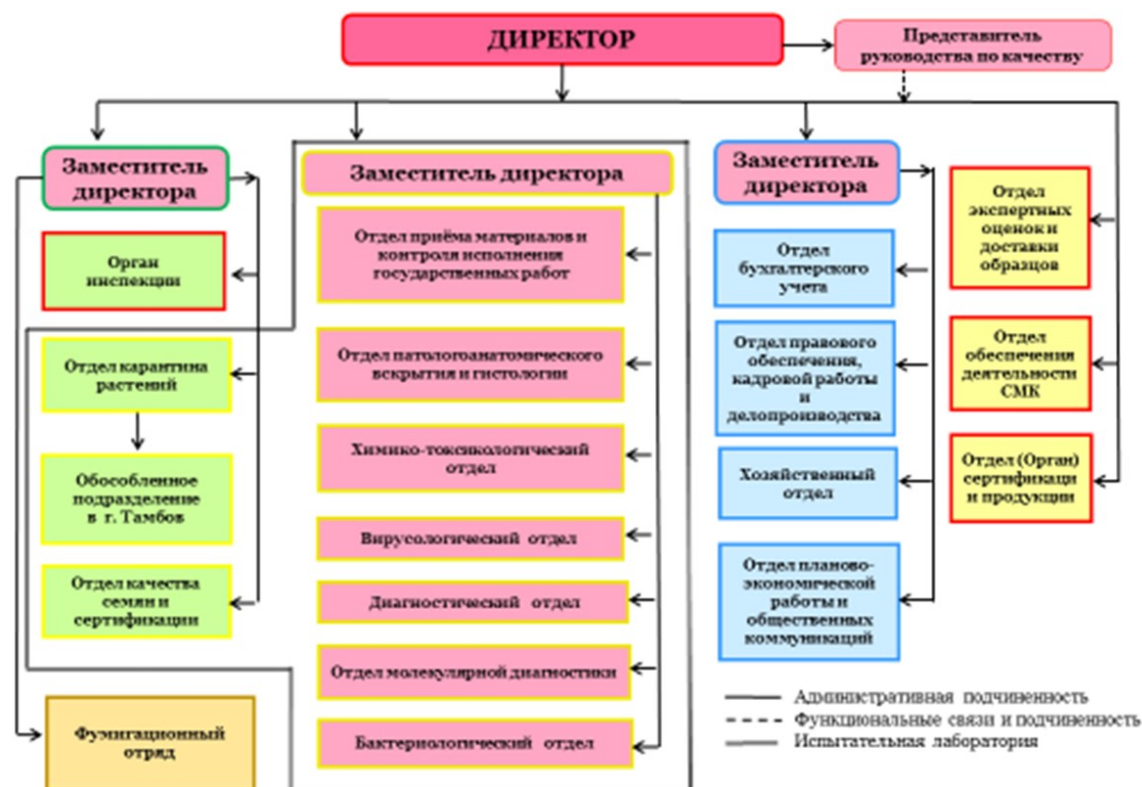 ДИРЕКТОР
Представитель
руководства по качеству
Заместитель
директора
Орган
инспекции
Отдел карантина
растений
Обособленное
подразделение
в г. Тамбов
Отдел качества
семян и
сертификации
Фумигационный
отряд
Заместитель директора
Отдел приёма материалов и
контроля исполнения
государственных работ
Отдел патологоанатомического
вскрытия и гистологии
Химико-токсикологический
отдел
Вирусологический отдел
Диагностический отдел
Отдел молекулярной диагностики
Бактериологический отдел
Заместитель
директора
Отдел
бухгалтерского
учета
Отдел правового
обеспечения,
кадровой работы
и
делопроизводства
Хозяйственный
отдел
Отдел планово-
экономической
работы и
общественных
коммуникаций
Отдел
экспертных
оценок и
доставки
образцов
Отдел
обеспечения
деятельности
СМК
Отдел (Орган)
сертификаци
и продукции
Административная подчиненность
Функциональные связи и подчиненность
Испытательная лаборатория